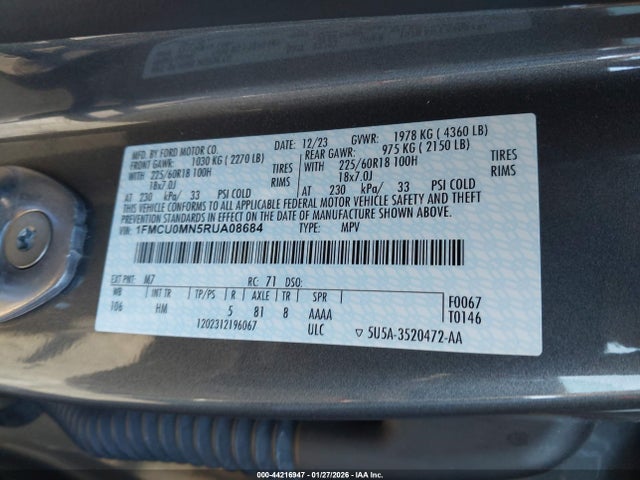 MFD. BY FORD MOTOR CO.
DATE: 12/23 GVWR: 1978 KG ( 4360 LB)
FRONT GAWR: 1030 KG ( 2270 LB)
REAR GAWR: 975 KG ( 2150 LB)
WITH 225/60R18 100H TIRES
WITH 225/60R18 100H TIRES
18x7.0J RIMS
18x7.0J RIMS
AT 230 kPa/ 33 PSI COLD
AT 230 kPa/ 33 PSI COLD
THIS VEHICLE CONFORMS TO ALL APPLICABLE FEDERAL MOTOR VEHICLE SAFETY AND THEFT
PREVENTION STANDARDS IN EFFECT ON THE DATE OF MANUFACTURE SHOWN ABOVE.
VIN: 1FMCU0MN5RUA08684 TYPE: MPV
EXT PNT: M7 RC: 71 DSO:
WB INT TR TP/PS R AXLE TR SPR
106 HM 5 81 8 AAAA
1202312196067 ULC
F0067
T0146
5U5A-3520472-AA
000-44216947 - 01/27/2026 - IAA Inc.